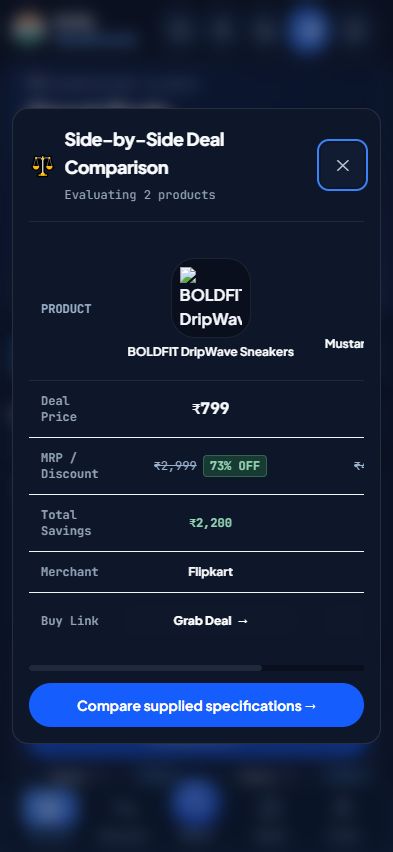 Side-by-Side Deal
Comparison
Evaluating 2 products
PRODUCT
BOLDFIT
DripWav
BOLDFIT DripWave Sneakers
Mustar
Deal
Price
₹799
MRP /
Discount
₹2,999 73% OFF
Total
Savings
₹2,200
Merchant
Flipkart
Buy Link
Grab Deal →
Compare supplied specifications →